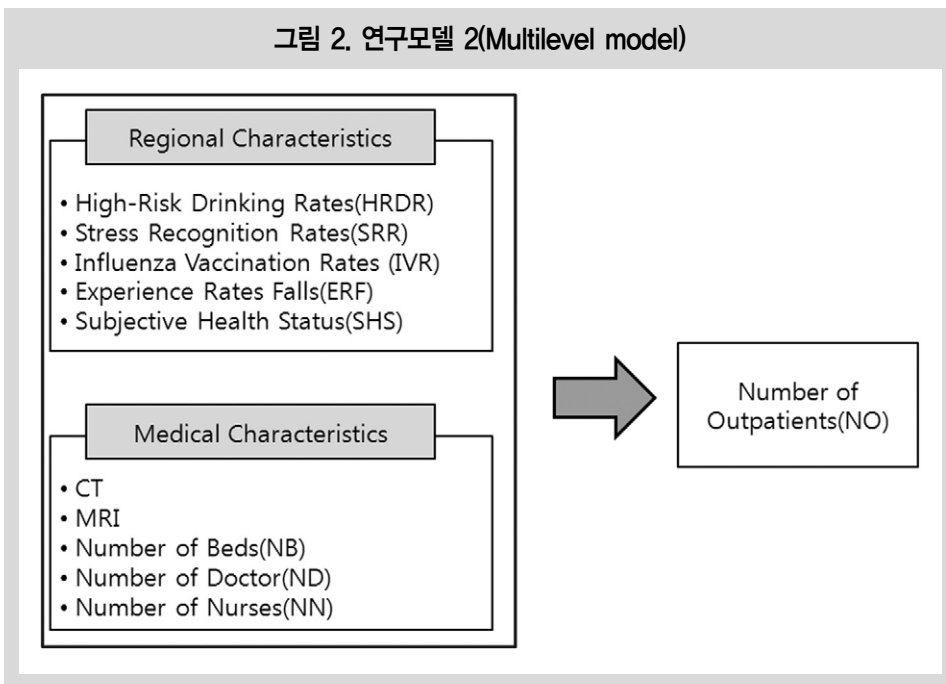 그림 2. 연구모델 2(Multilevel model)
Regional Characteristics
• High-Risk Drinking Rates(HRDR)
• Stress Recognition Rates(SRR)
• Influenza Vaccination Rates (IVR)
• Experience Rates Falls(ERF)
• Subjective Health Status(SHS)
Medical Characteristics
• CT
• MRI
• Number of Beds(NB)
• Number of Doctor(ND)
• Number of Nurses(NN)
Number of
Outpatients(NO)